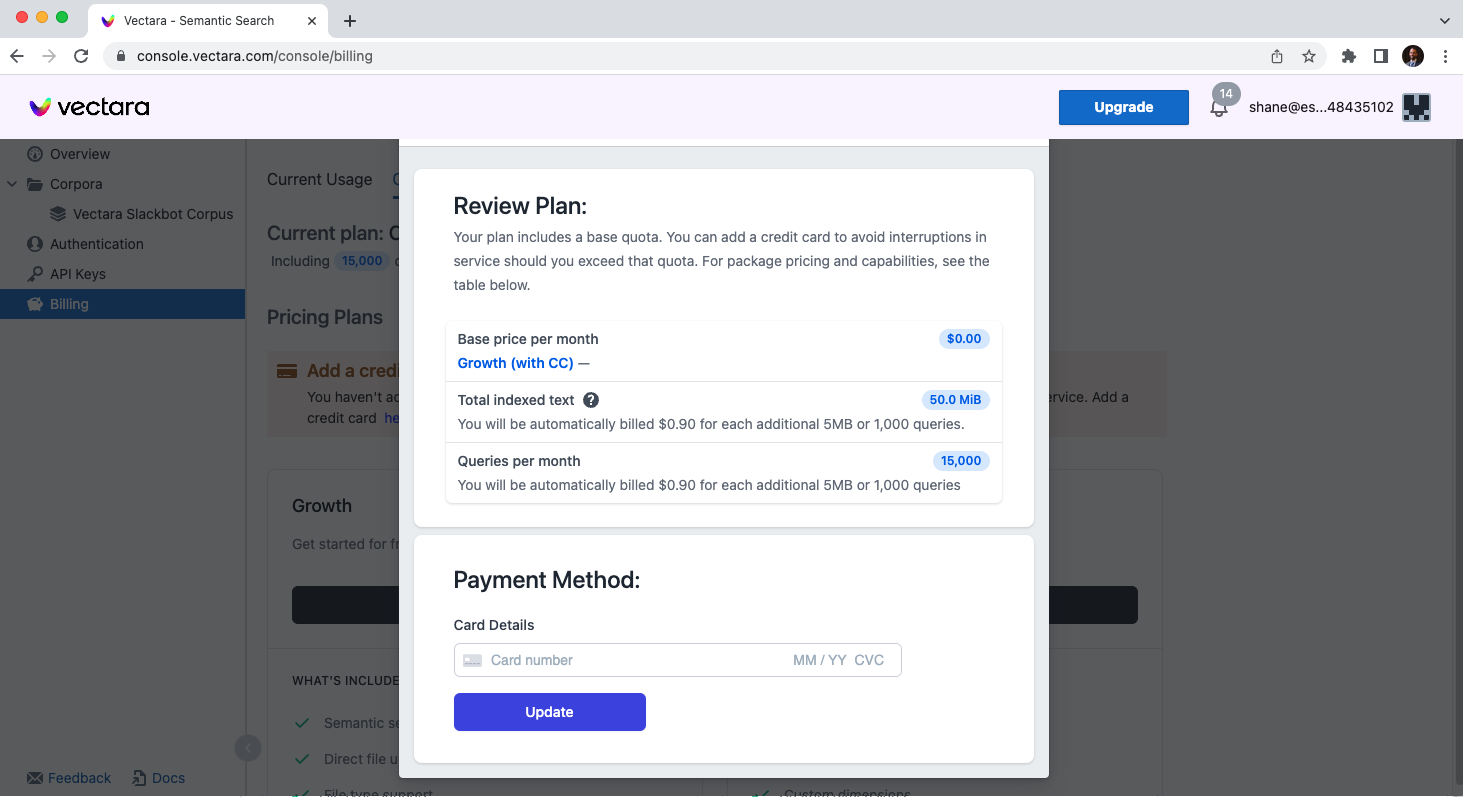 Vectara - Semantic Search
console.vectara.com/console/billing
vectara
Upgrade
14
shane@es...48435102
Overview
Corpora
Vectara Slackbot Corpus
Authentication
API Keys
Billing
Feedback
Docs
Current Usage
Current plan:
Including 15,000
Pricing Plans
Add a credi
You haven't ac
credit card he
ervice. Add a
Growth
Get started for fr
WHAT'S INCLUDE
Semantic se
Direct file u
File type support
Custom dimensions
Review Plan:
Your plan includes a base quota. You can add a credit card to avoid interruptions in
service should you exceed that quota. For package pricing and capabilities, see the
table below.
Base price per month $0.00
Growth (with CC) —
Total indexed text ? 50.0 MiB
You will be automatically billed $0.90 for each additional 5MB or 1,000 queries.
Queries per month 15,000
You will be automatically billed $0.90 for each additional 5MB or 1,000 queries
Payment Method:
Card Details
Card number MM / YY CVC
Update